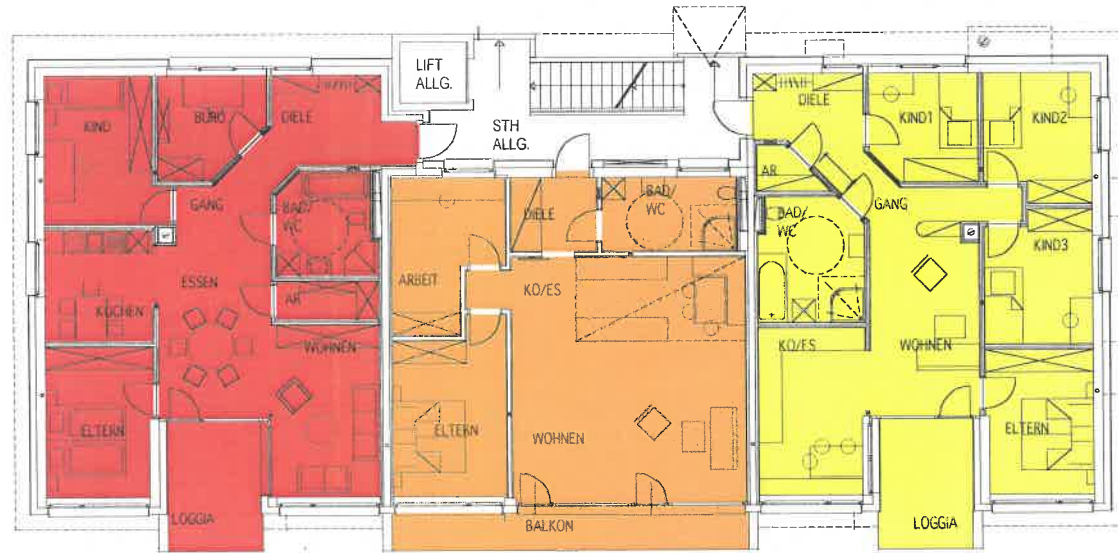 LIFT
ALLG.
STH
ALLG.
KIND
BÜRO
DIELE
GANG
BAD/
WC
ESSEN
AR
KOCHEN
WOHNEN
ELTERN
LOGGIA
DIELE
BAD/
WC
ARBEIT
KO/ES
ELTERN
WOHNEN
BALKON
DIELE
KIND1
KIND2
AR
GANG
BAD/
WC
KIND3
KO/ES
WOHNEN
ELTERN
LOGGIA